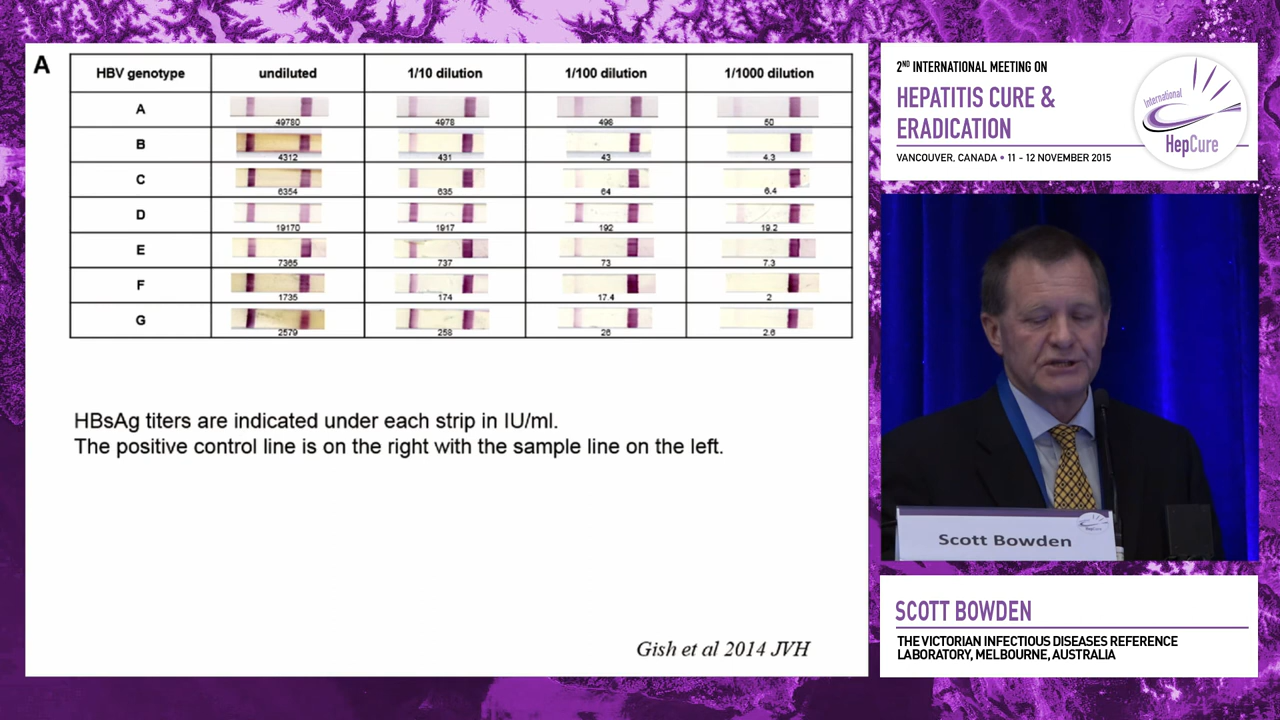 A
HBV genotype undiluted 1/10 dilution 1/100 dilution 1/1000 dilution
A 49780 4978 498 50
B 4312 431 43 4.3
C 6354 635 64 6.4
D 19170 1917 192 19.2
E 7365 737 73 7.3
F 1735 174 17.4 2
G 2579 258 26 2.6
HBsAg titers are indicated under each strip in IU/ml.
The positive control line is on the right with the sample line on the left.
Gish et al 2014 JVH
2ND INTERNATIONAL MEETING ON
HEPATITIS CURE &
ERADICATION
VANCOUVER, CANADA • 11 - 12 NOVEMBER 2015
International
HepCure
Scott Bowden
SCOTT BOWDEN
THE VICTORIAN INFECTIOUS DISEASES REFERENCE
LABORATORY, MELBOURNE, AUSTRALIA